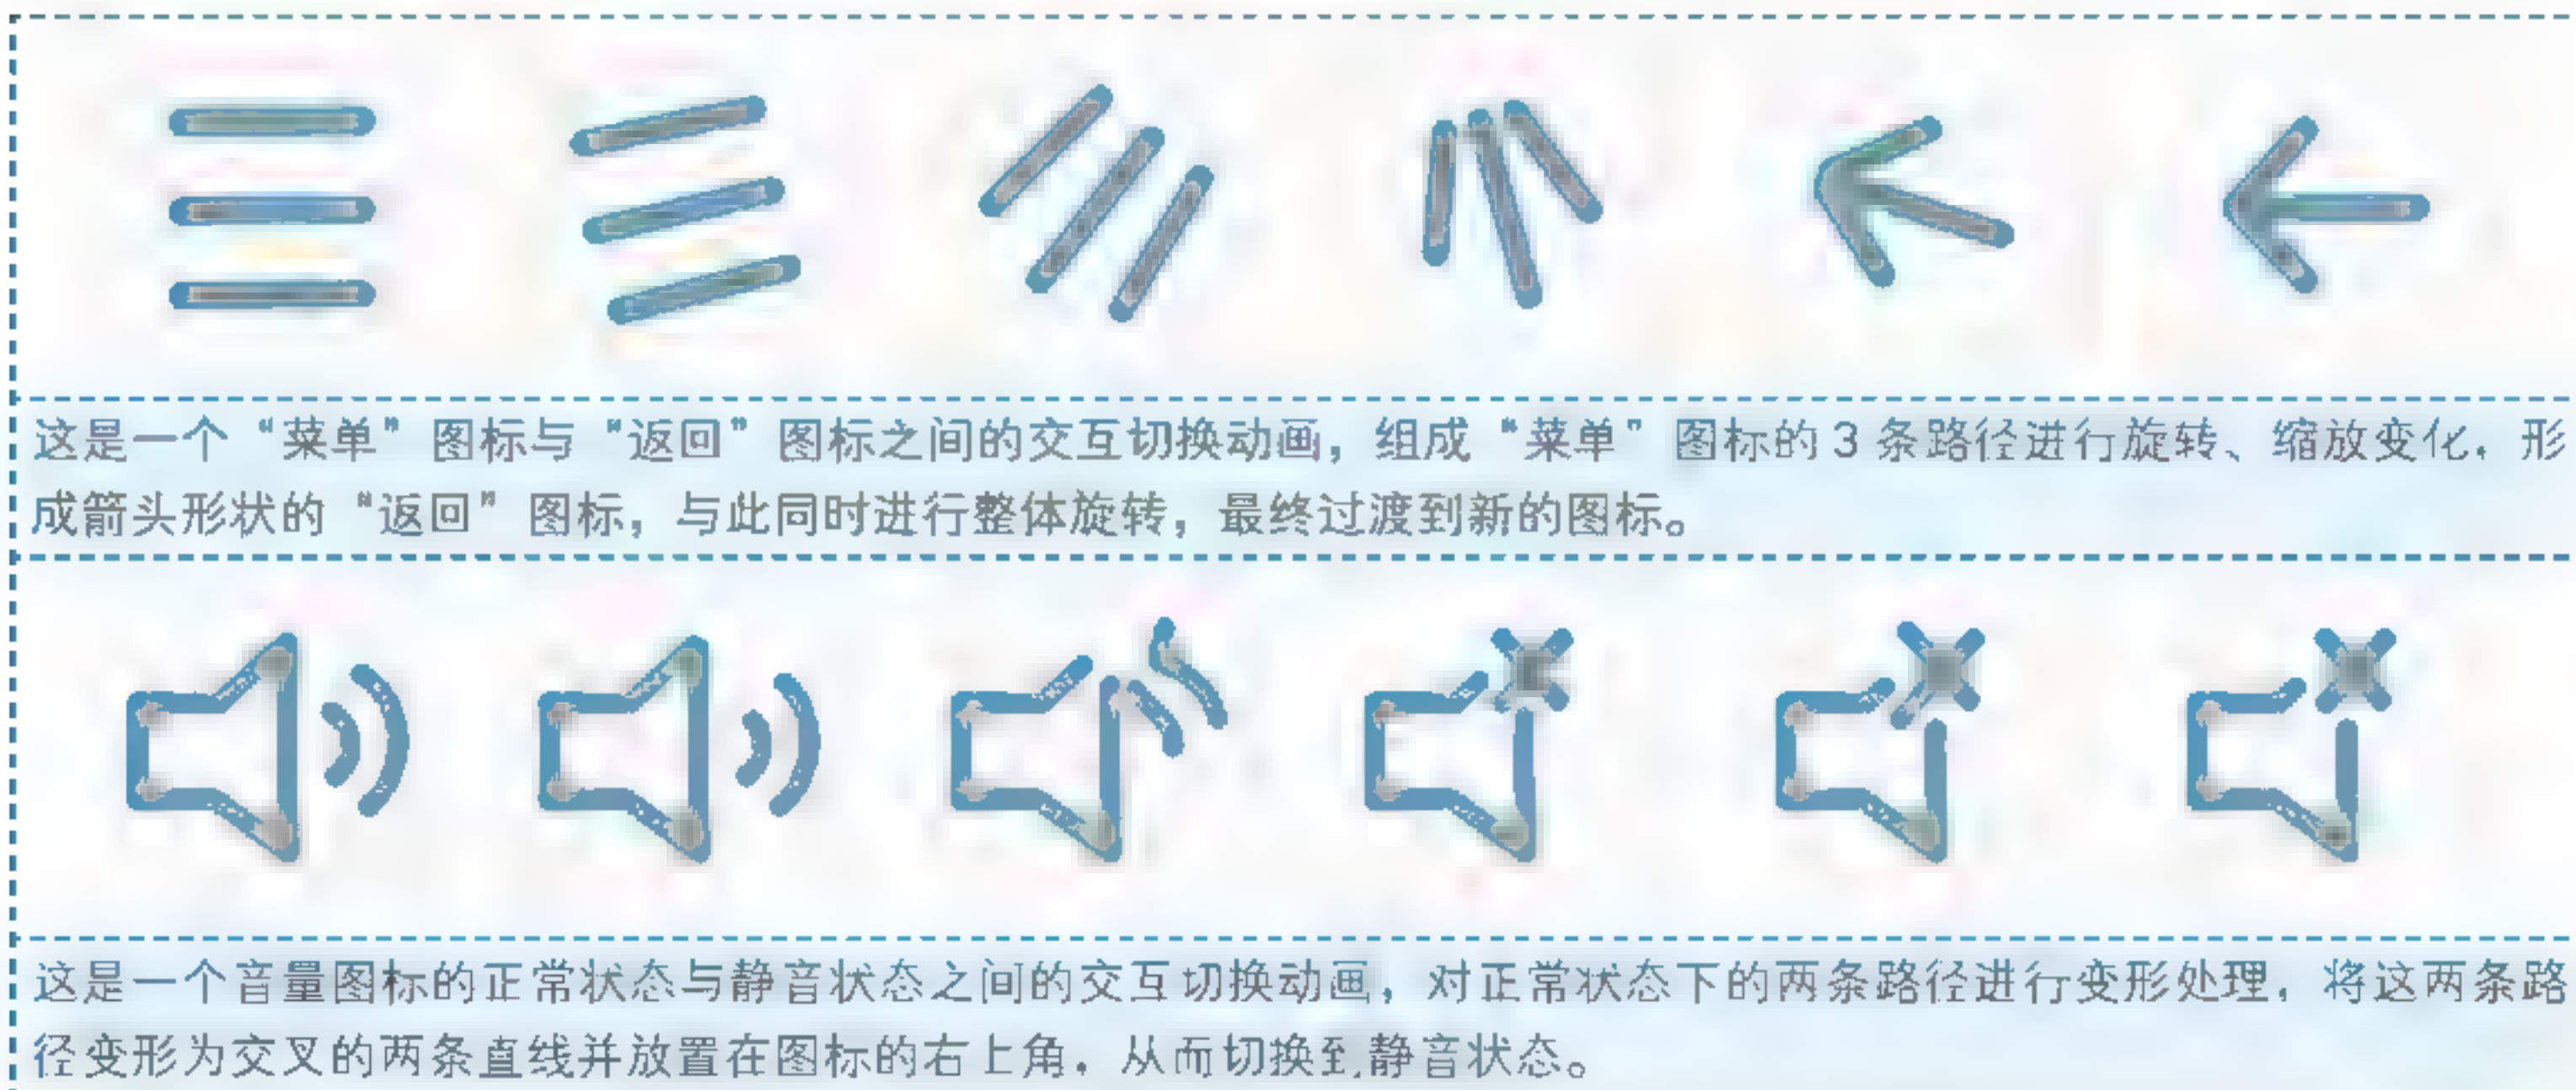 这是一个“菜单”图标与“返回”图标之间的交互切换动画，组成“菜单”图标的 3 条路径进行旋转、缩放变化，形
成箭头形状的“返回”图标，与此同时进行整体旋转，最终过渡到新的图标。
这是一个音量图标的正常状态与静音状态之间的交互切换动画，对正常状态下的两条路径进行变形处理，将这两条路
径变形为交叉的两条直线并放置在图标的右上角，从而切换到静音状态。